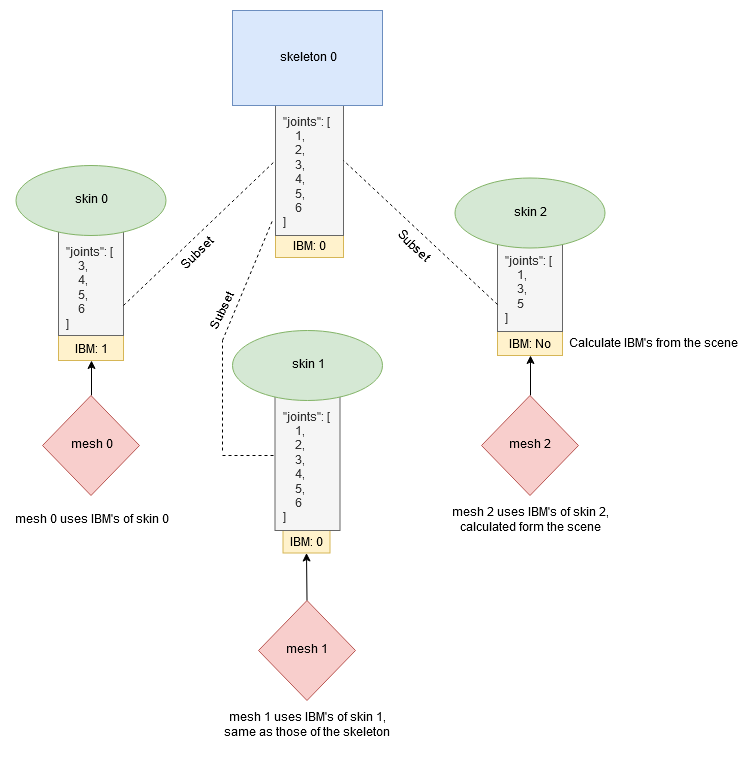 skeleton 0
"joints": [
1,
2,
3,
4,
5,
6
]
IBM: 0
skin 0
"joints": [
3,
4,
5,
6
]
IBM: 1
mesh 0
mesh 0 uses IBM's of skin 0
Subset
Subset
Subset
skin 1
"joints": [
1,
2,
3,
4,
5,
6
]
IBM: 0
mesh 1
mesh 1 uses IBM's of skin 1,
same as those of the skeleton
skin 2
"joints": [
1,
3,
5
]
IBM: No
Calculate IBM's from the scene
mesh 2
mesh 2 uses IBM's of skin 2,
calculated form the scene